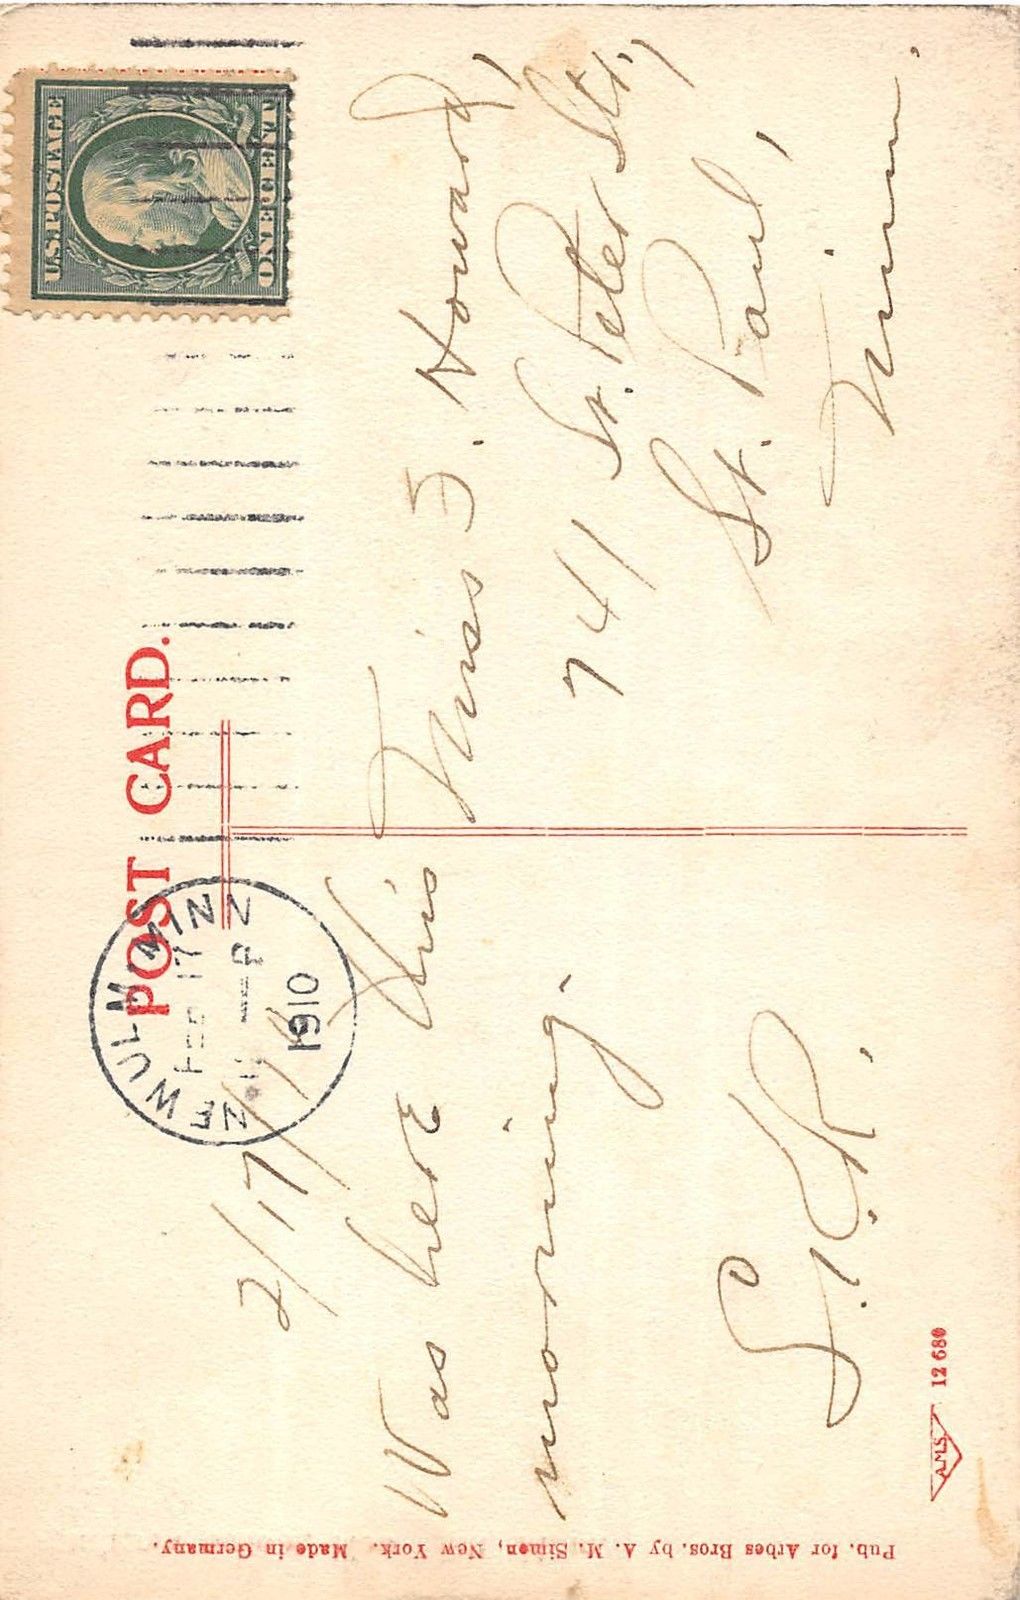 POST CARD.
U.S. POSTAGE
ONE CENT
NEW ULM, MINN
FEB 17
11 — P
1910
2/17/
Was here this
morning.
Miss J. Howard,
741 St. Peter St.,
St. Paul,
Minn.
Pub. for Arbes Bros. by A. M. Simon, New York. Made in Germany.
A.M.S.
12 680